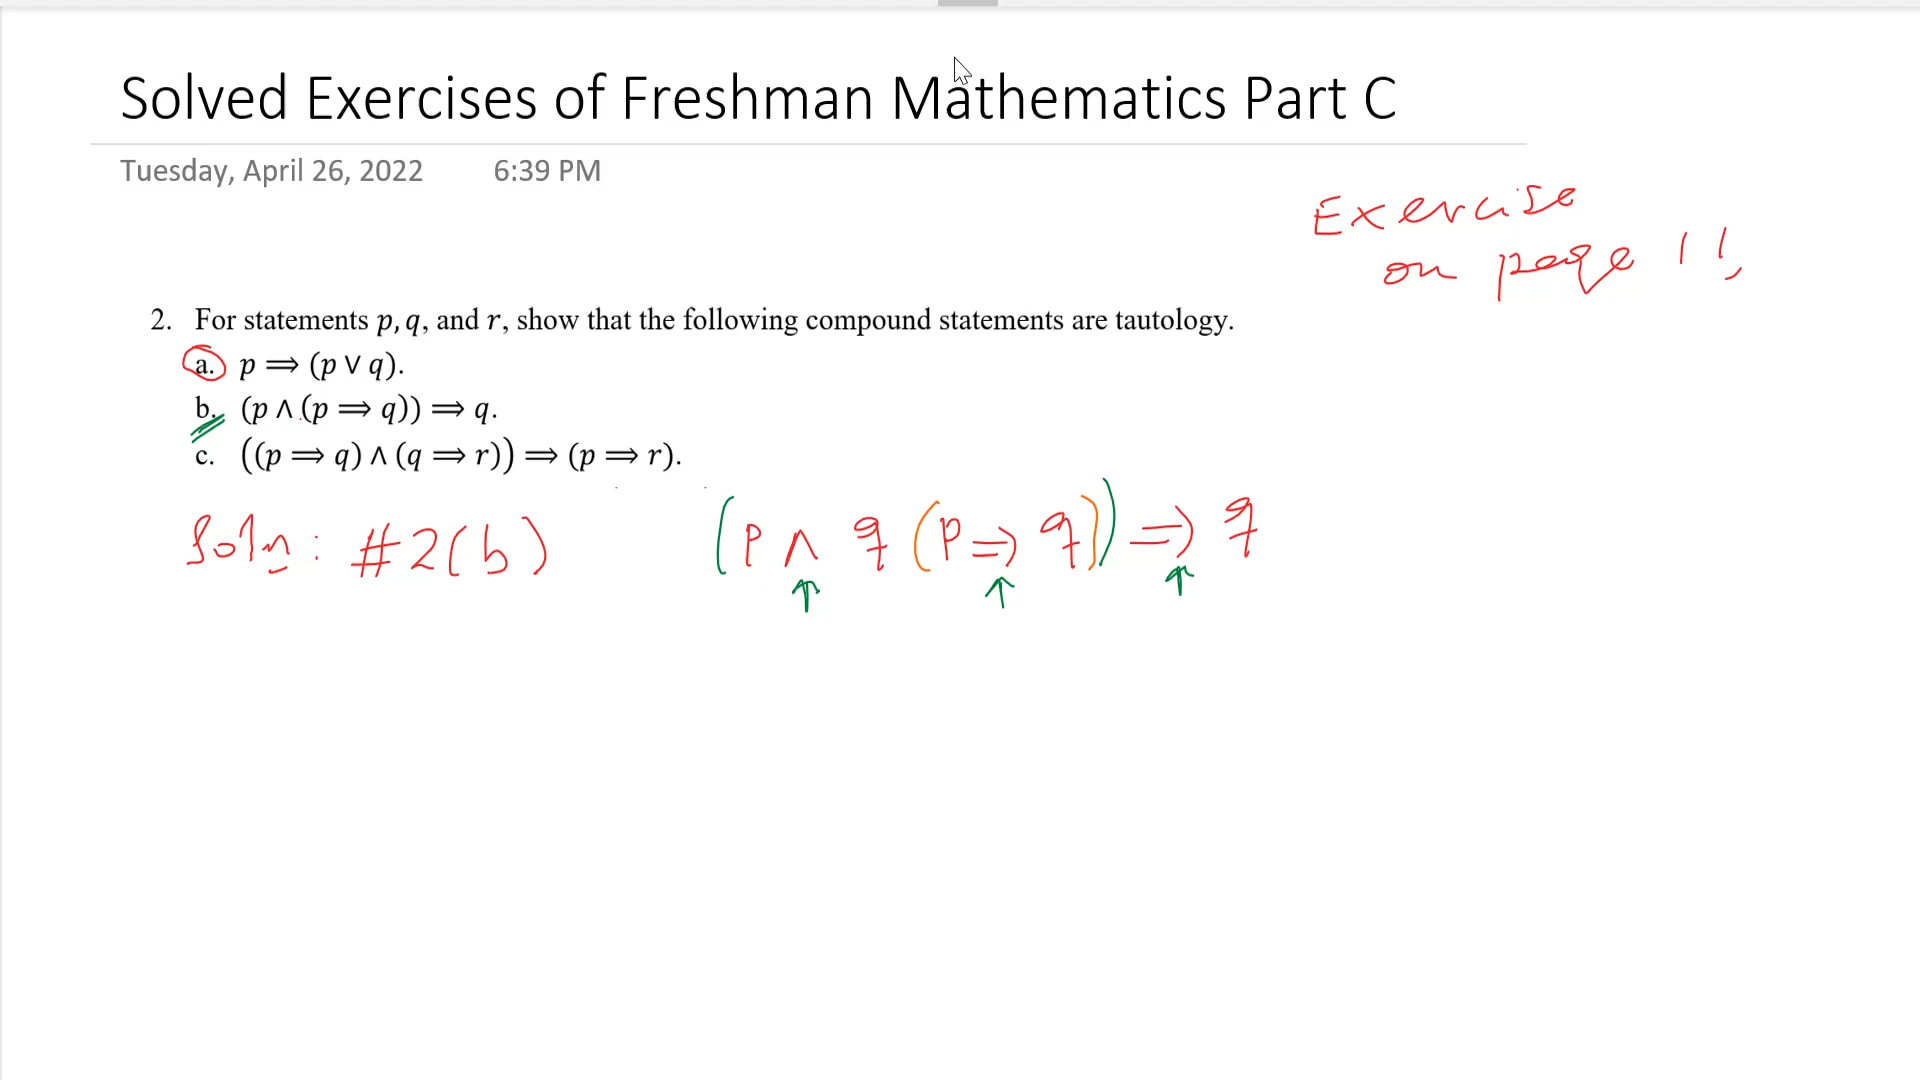 Solved Exercises of Freshman Mathematics Part C
Tuesday, April 26, 2022 6:39 PM
Exercise
on page 11,
2. For statements p, q, and r, show that the following compound statements are tautology.
a. p ⟹ (p ∨ q).
b. (p ∧ (p ⟹ q)) ⟹ q.
c. ((p ⟹ q) ∧ (q ⟹ r)) ⟹ (p ⟹ r).
Soln : #2(b) (p ∧ q (p ⇒ q)) ⇒ q
↑ ↑ ↑